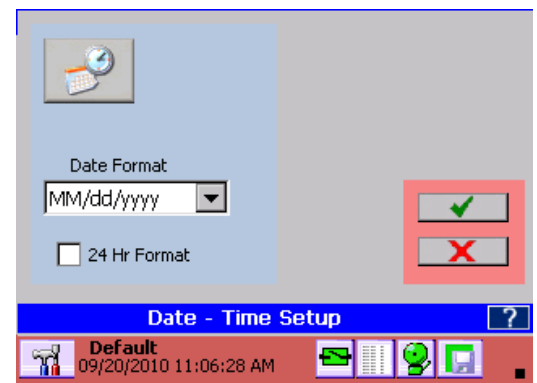 Date Format
MM/dd/yyyy
24 Hr Format
Date - Time Setup
?
Default
09/20/2010 11:06:28 AM